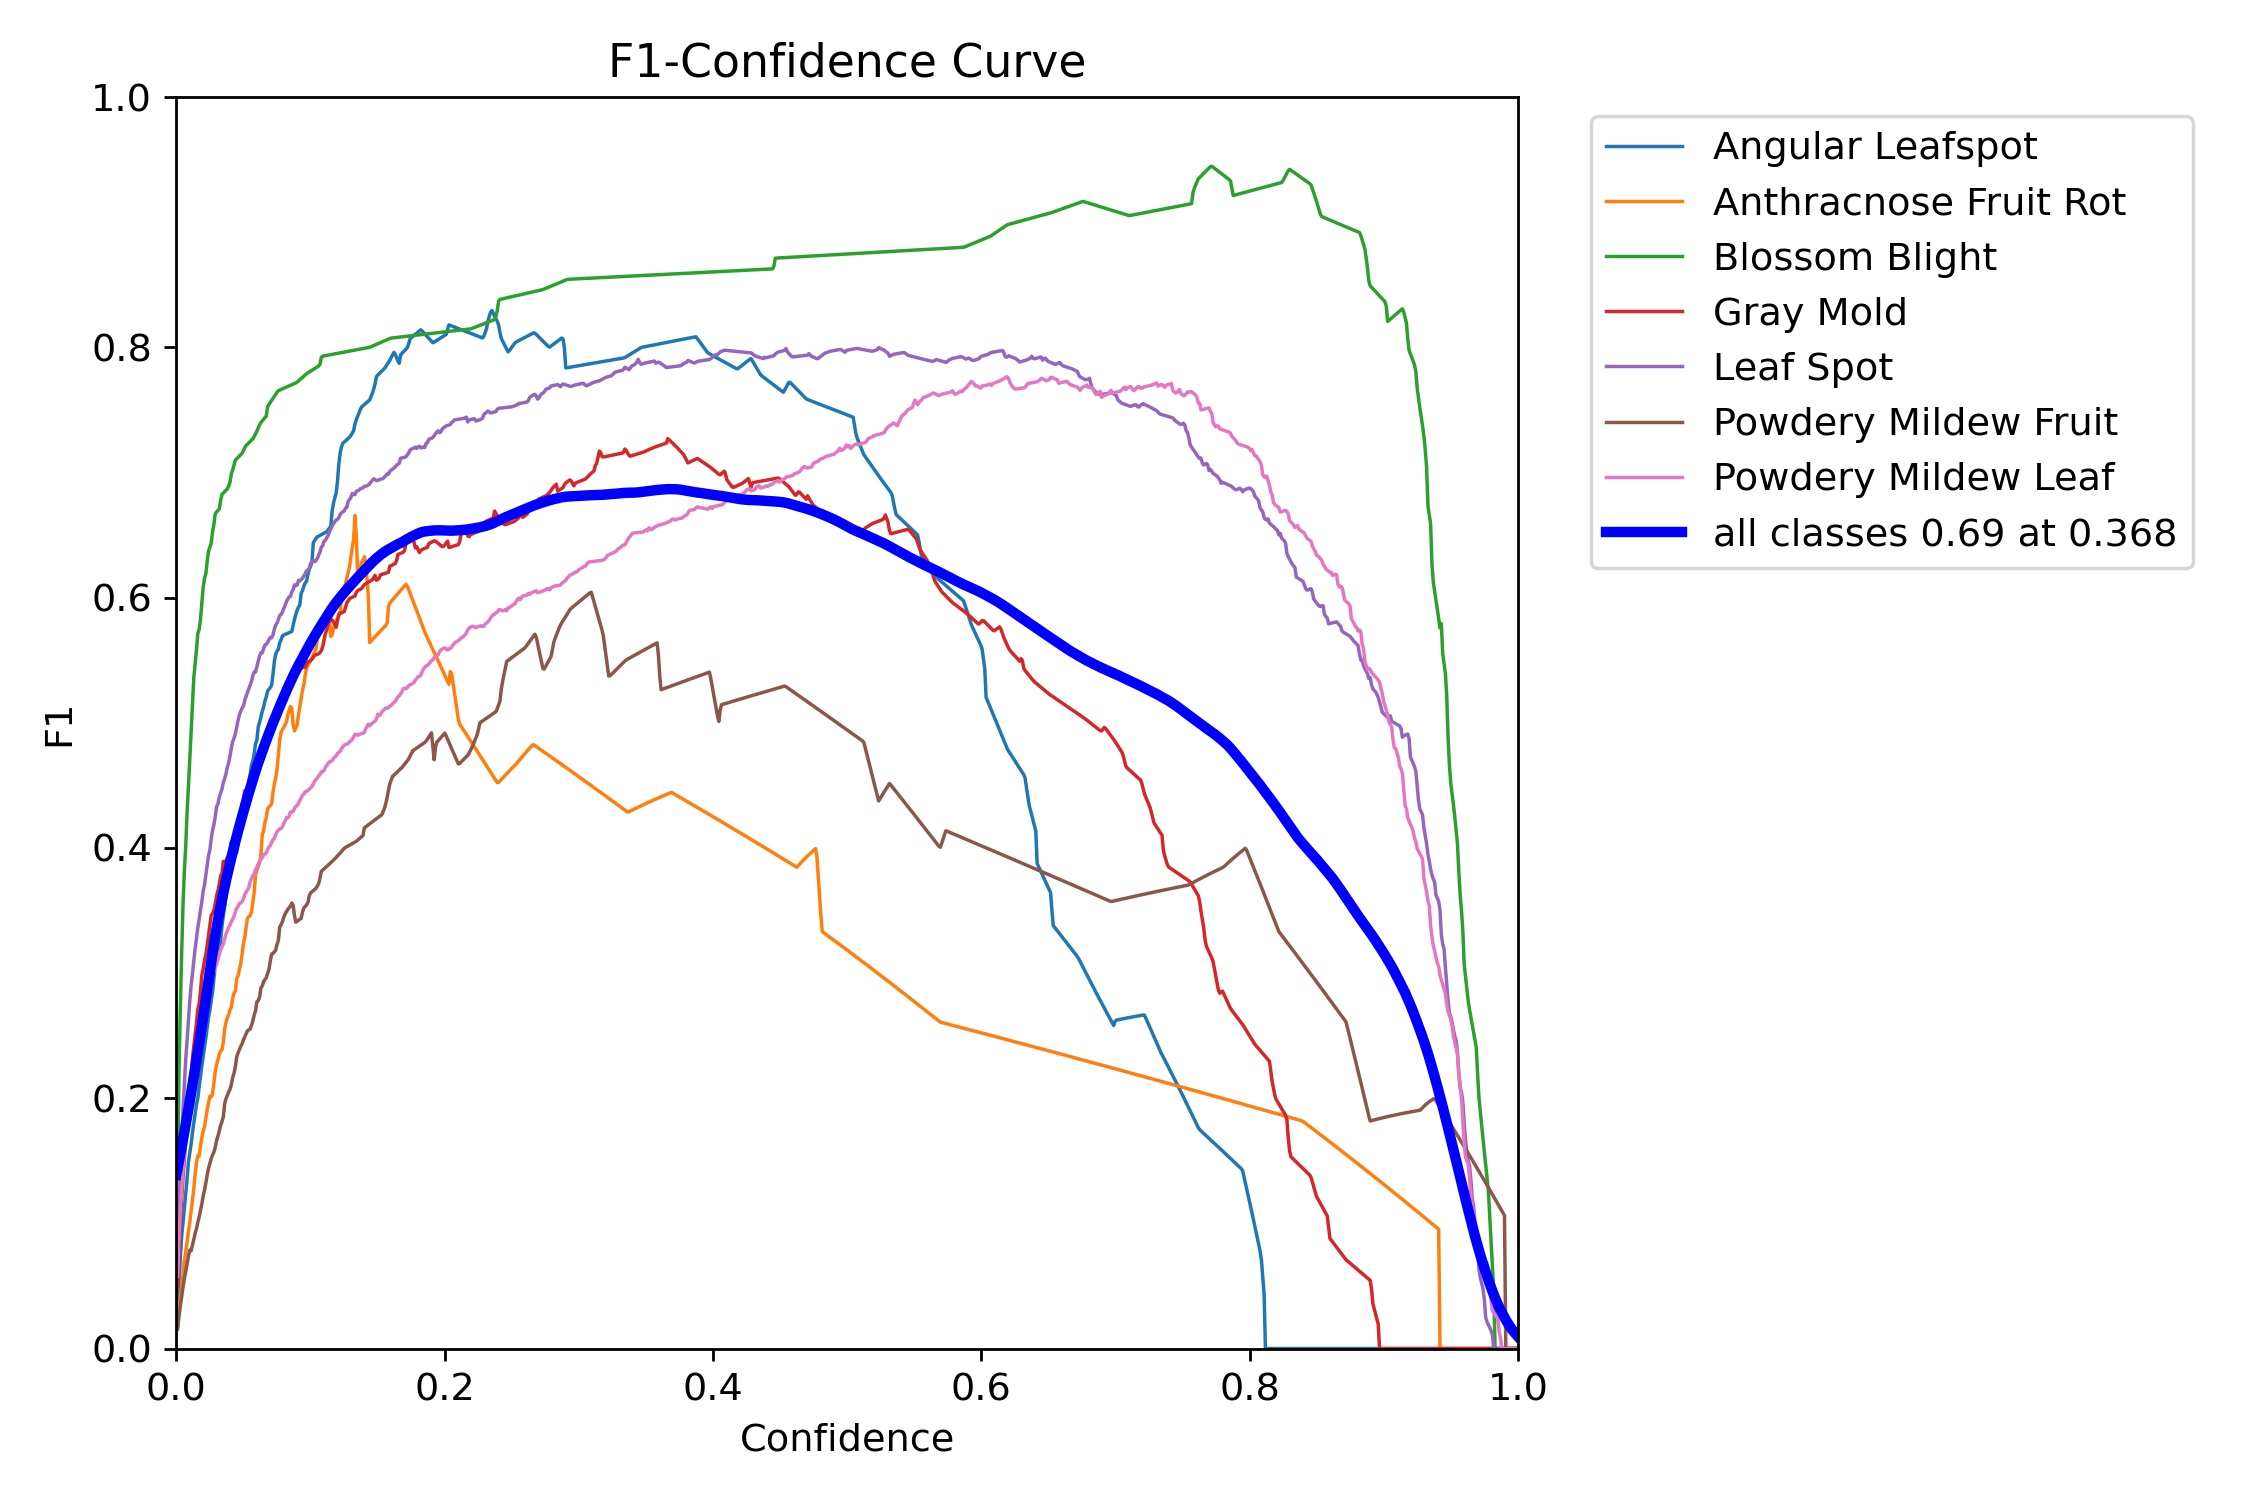 F1-Confidence Curve
1.0
0.8
0.6
0.4
0.2
0.0
F1
0.0 0.2 0.4 0.6 0.8 1.0
Confidence
Angular Leafspot
Anthracnose Fruit Rot
Blossom Blight
Gray Mold
Leaf Spot
Powdery Mildew Fruit
Powdery Mildew Leaf
all classes 0.69 at 0.368